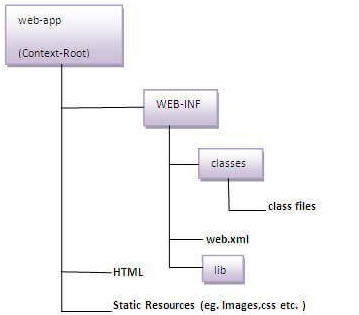 web-app
(Context-Root)
WEB-INF
classes
class files
web.xml
lib
HTML
Static Resources (eg. Images,css etc. )